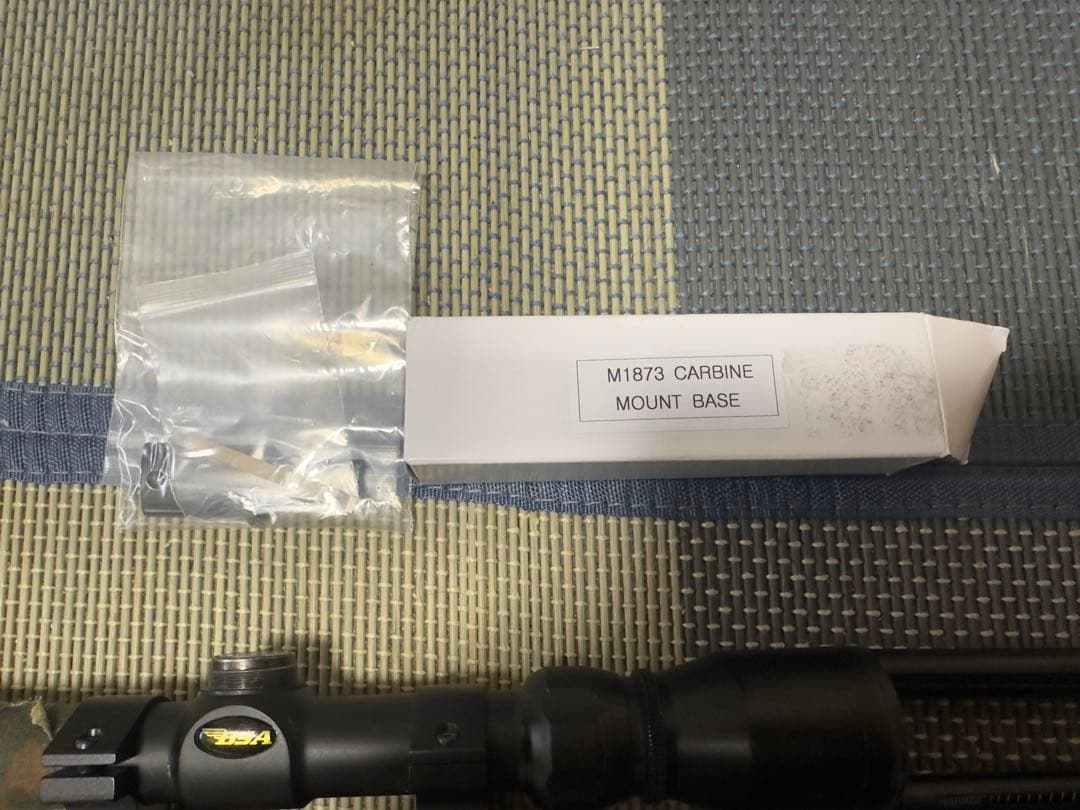 M1873 CARBINE
MOUNT BASE
BSA